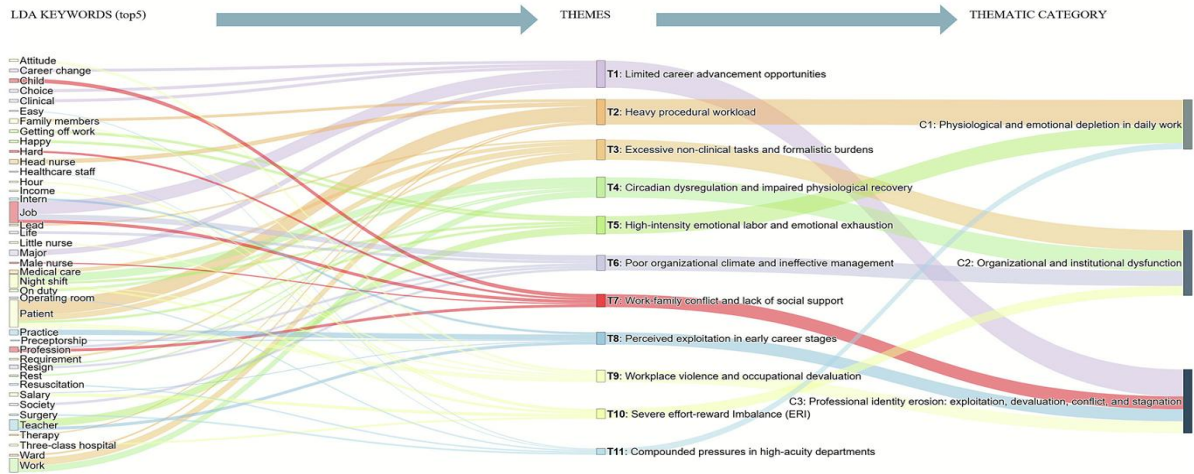 LDA KEYWORDS (top5)
THEMES
THEMATIC CATEGORY
Attitude
Career change
Child
Choice
Clinical
Easy
Family members
Getting off work
Happy
Hard
Head nurse
Healthcare staff
Hour
Income
Intern
Job
Lead
Life
Little nurse
Major
Male nurse
Medical care
Night shift
On duty
Operating room
Patient
Practice
Preceptorship
Profession
Requirement
Resign
Rest
Resuscitation
Salary
Society
Surgery
Teacher
Therapy
Three-class hospital
Ward
Work
T1: Limited career advancement opportunities
T2: Heavy procedural workload
T3: Excessive non-clinical tasks and formalistic burdens
T4: Circadian dysregulation and impaired physiological recovery
T5: High-intensity emotional labor and emotional exhaustion
T6: Poor organizational climate and ineffective management
T7: Work-family conflict and lack of social support
T8: Perceived exploitation in early career stages
T9: Workplace violence and occupational devaluation
T10: Severe effort-reward Imbalance (ERI)
T11: Compounded pressures in high-acuity departments
C1: Physiological and emotional depletion in daily work
C2: Organizational and institutional dysfunction
C3: Professional identity erosion: exploitation, devaluation, conflict, and stagnation